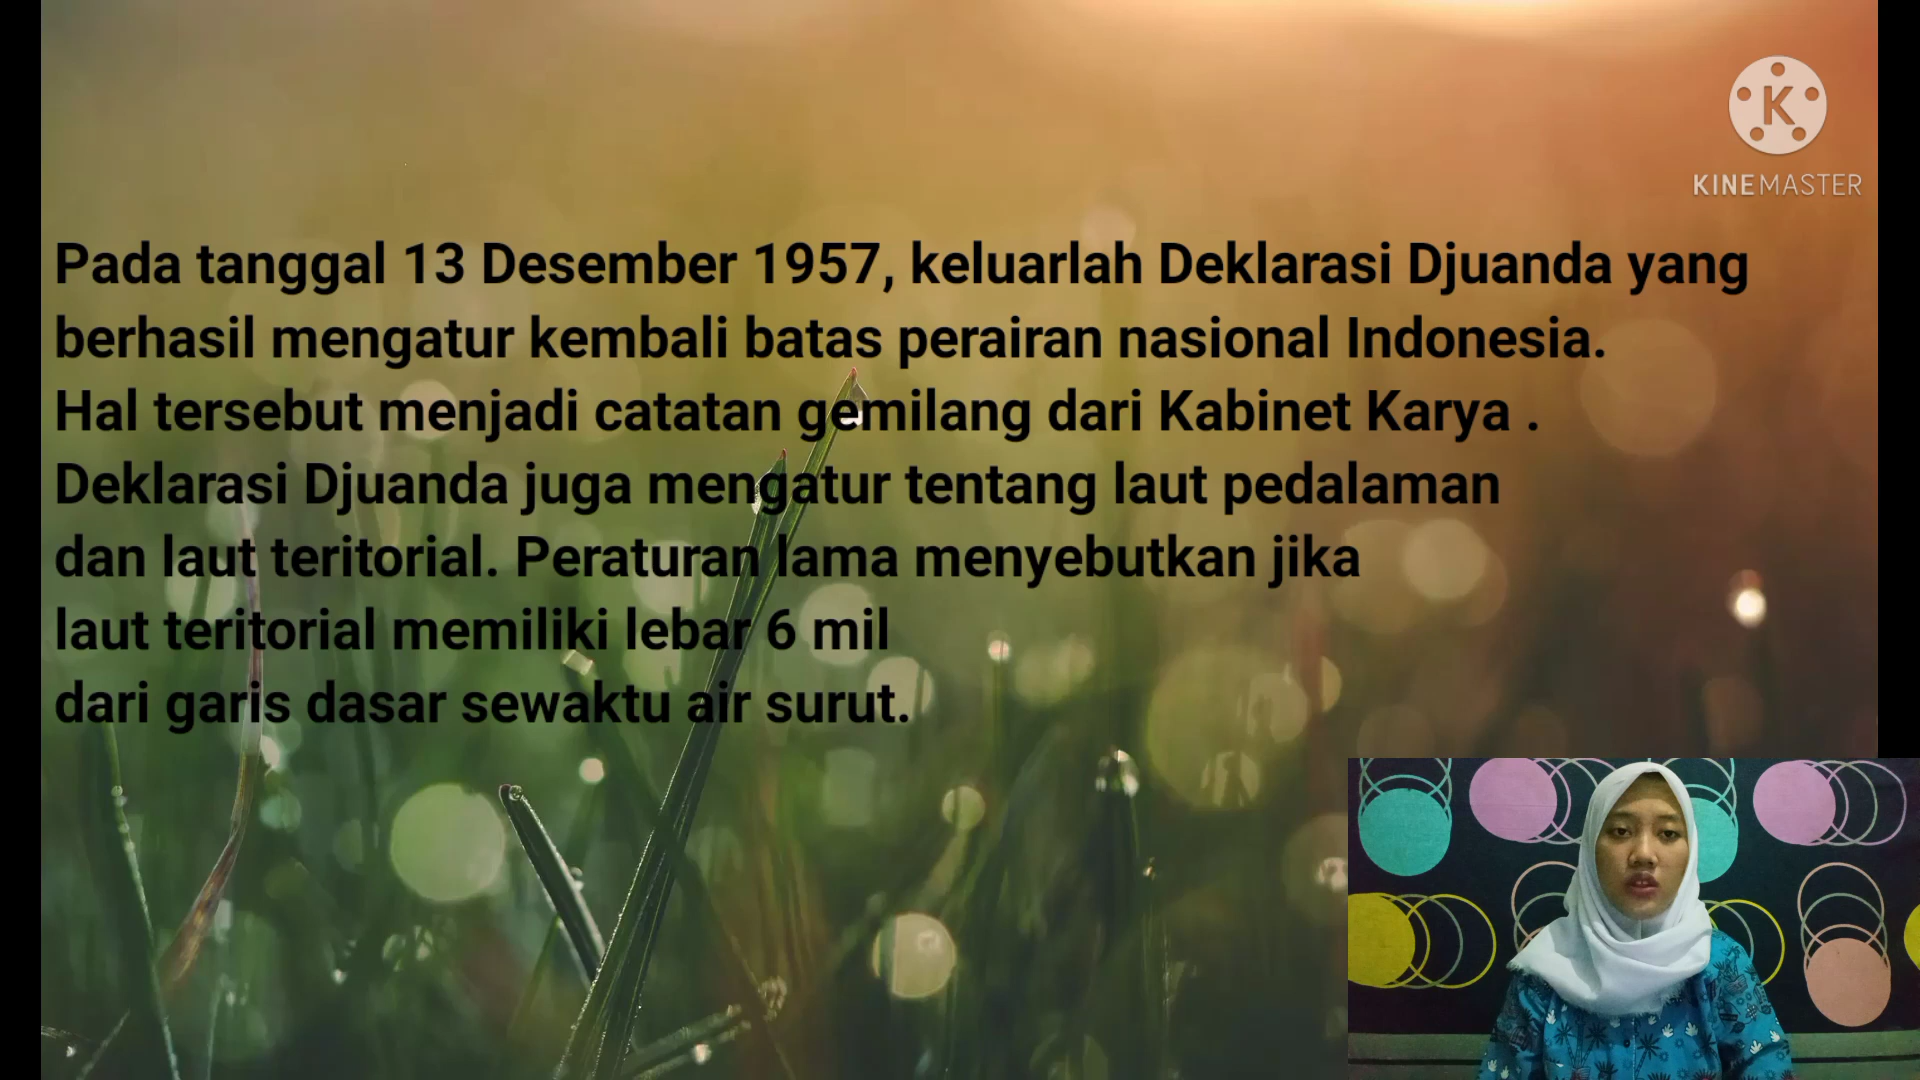 K
KINEMASTER
Pada tanggal 13 Desember 1957, keluarlah Deklarasi Djuanda yang
berhasil mengatur kembali batas perairan nasional Indonesia.
Hal tersebut menjadi catatan gemilang dari Kabinet Karya .
Deklarasi Djuanda juga mengatur tentang laut pedalaman
dan laut teritorial. Peraturan lama menyebutkan jika
laut teritorial memiliki lebar 6 mil
dari garis dasar sewaktu air surut.